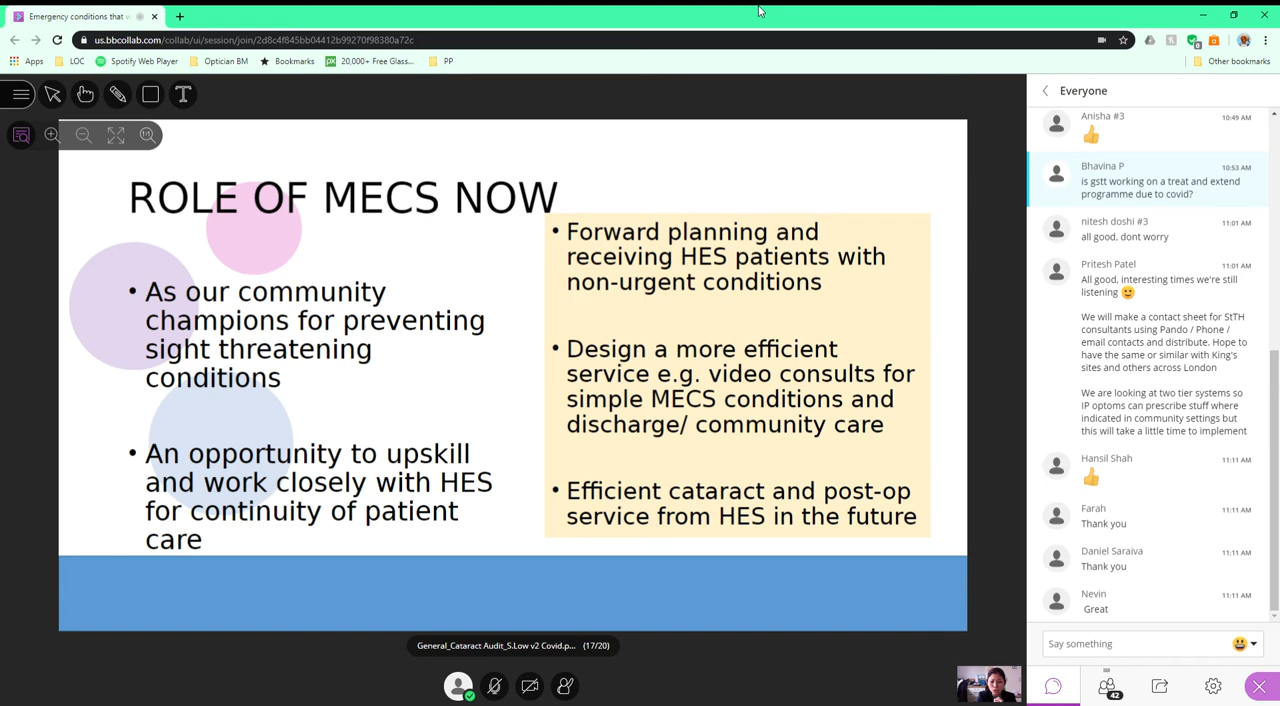 Emergency conditions that
us.bbcollab.com/collab/ui/session/join/2d8c4f845bb04412b99270f98380a72c
Apps LOC Spotify Web Player Optician BM Bookmarks 20,000+ Free Glass... PP Other bookmarks
ROLE OF MECS NOW
• As our community
champions for preventing
sight threatening
conditions
• An opportunity to upskill
and work closely with HES
for continuity of patient
care
• Forward planning and
receiving HES patients with
non-urgent conditions
• Design a more efficient
service e.g. video consults for
simple MECS conditions and
discharge/ community care
• Efficient cataract and post-op
service from HES in the future
General_Cataract Audit_S.Low v2 Covid.p... (17/20)
Everyone
Anisha #3 10:49 AM
Bhavina P 10:53 AM
is gstt working on a treat and extend
programme due to covid?
nitesh doshi #3 11:01 AM
all good, dont worry
Pritesh Patel 11:01 AM
All good, interesting times we're still
listening
We will make a contact sheet for StTH
consultants using Pando / Phone /
email contacts and distribute. Hope to
have the same or similar with King's
sites and others across London
We are looking at two tier systems so
IP optoms can prescribe stuff where
indicated in community settings but
this will take a little time to implement
Hansil Shah 11:11 AM
Farah 11:11 AM
Thank you
Daniel Saraiva 11:11 AM
Thank you
Nevin 11:11 AM
Great
Say something
42